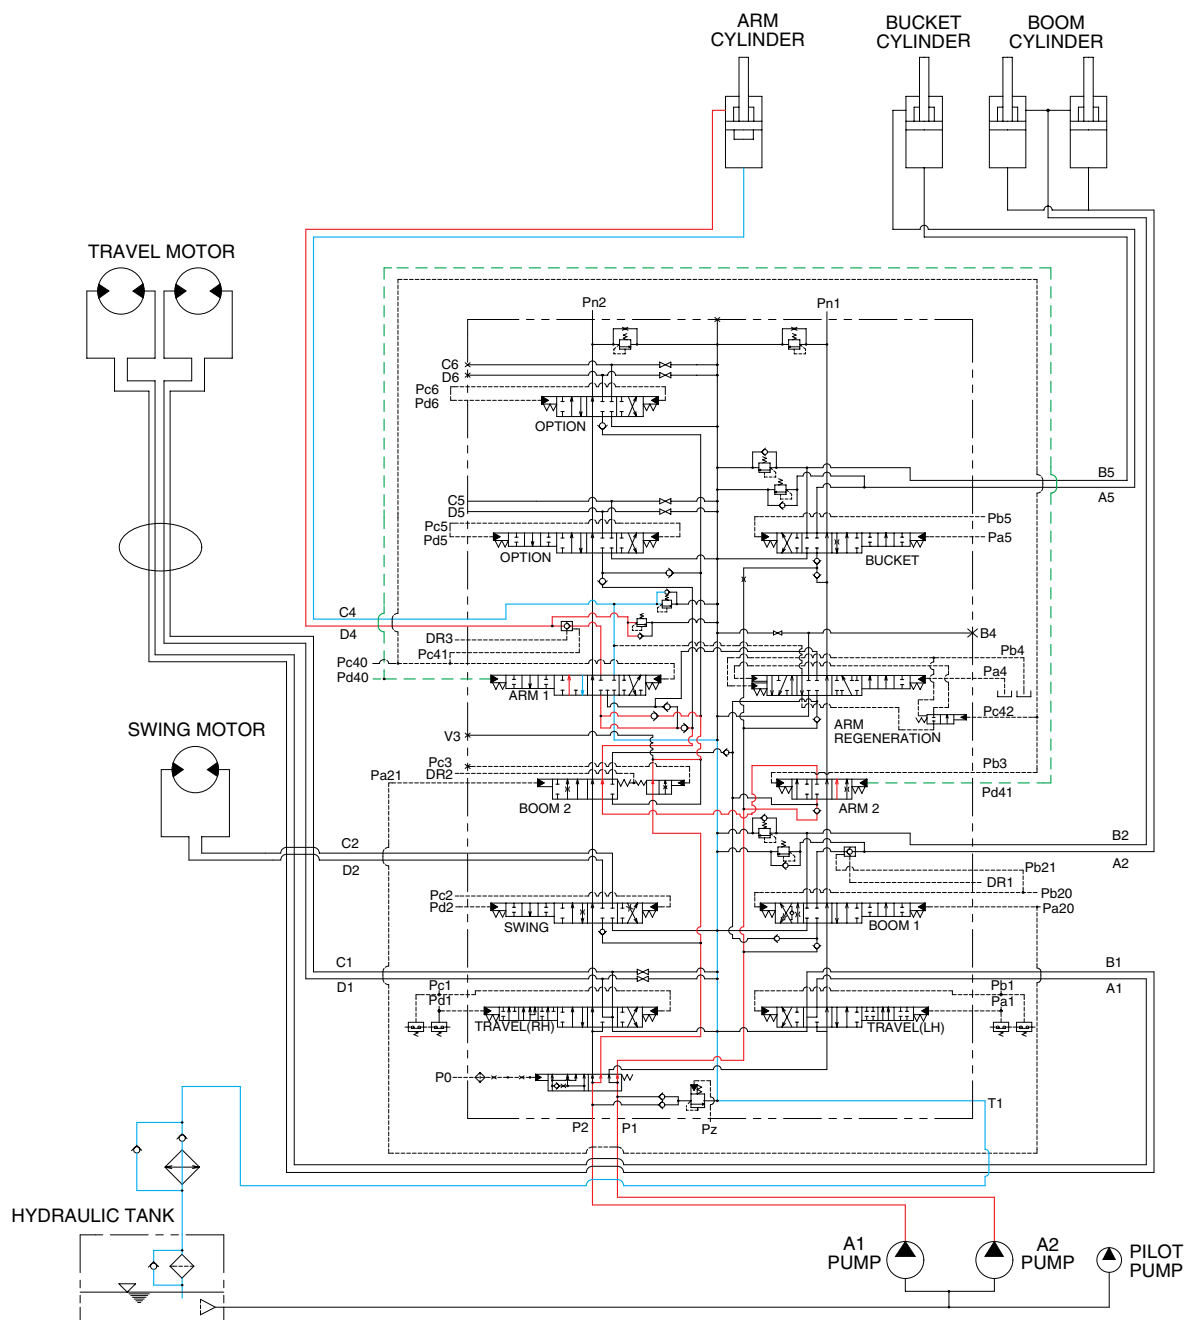 ARM
CYLINDER
BUCKET
CYLINDER
BOOM
CYLINDER
TRAVEL MOTOR
Pn2
Pn1
C6
D6
Pc6
Pd6
OPTION
B5
A5
C5
D5
Pc5
Pd5
OPTION
Pb5
Pa5
BUCKET
C4
D4
DR3
Pc41
Pc40
Pd40
ARM 1
B4
Pb4
Pa4
Pc42
ARM
REGENERATION
SWING MOTOR
V3
Pc3
DR2
Pa21
BOOM 2
Pb3
Pd41
ARM 2
C2
D2
B2
A2
Pb21
DR1
Pc2
Pd2
SWING
Pb20
Pa20
BOOM 1
C1
D1
B1
A1
Pc1
Pd1
TRAVEL(RH)
Pb1
Pa1
TRAVEL(LH)
P0
P2
P1
Pz
T1
HYDRAULIC TANK
A1
PUMP
A2
PUMP
PILOT
PUMP